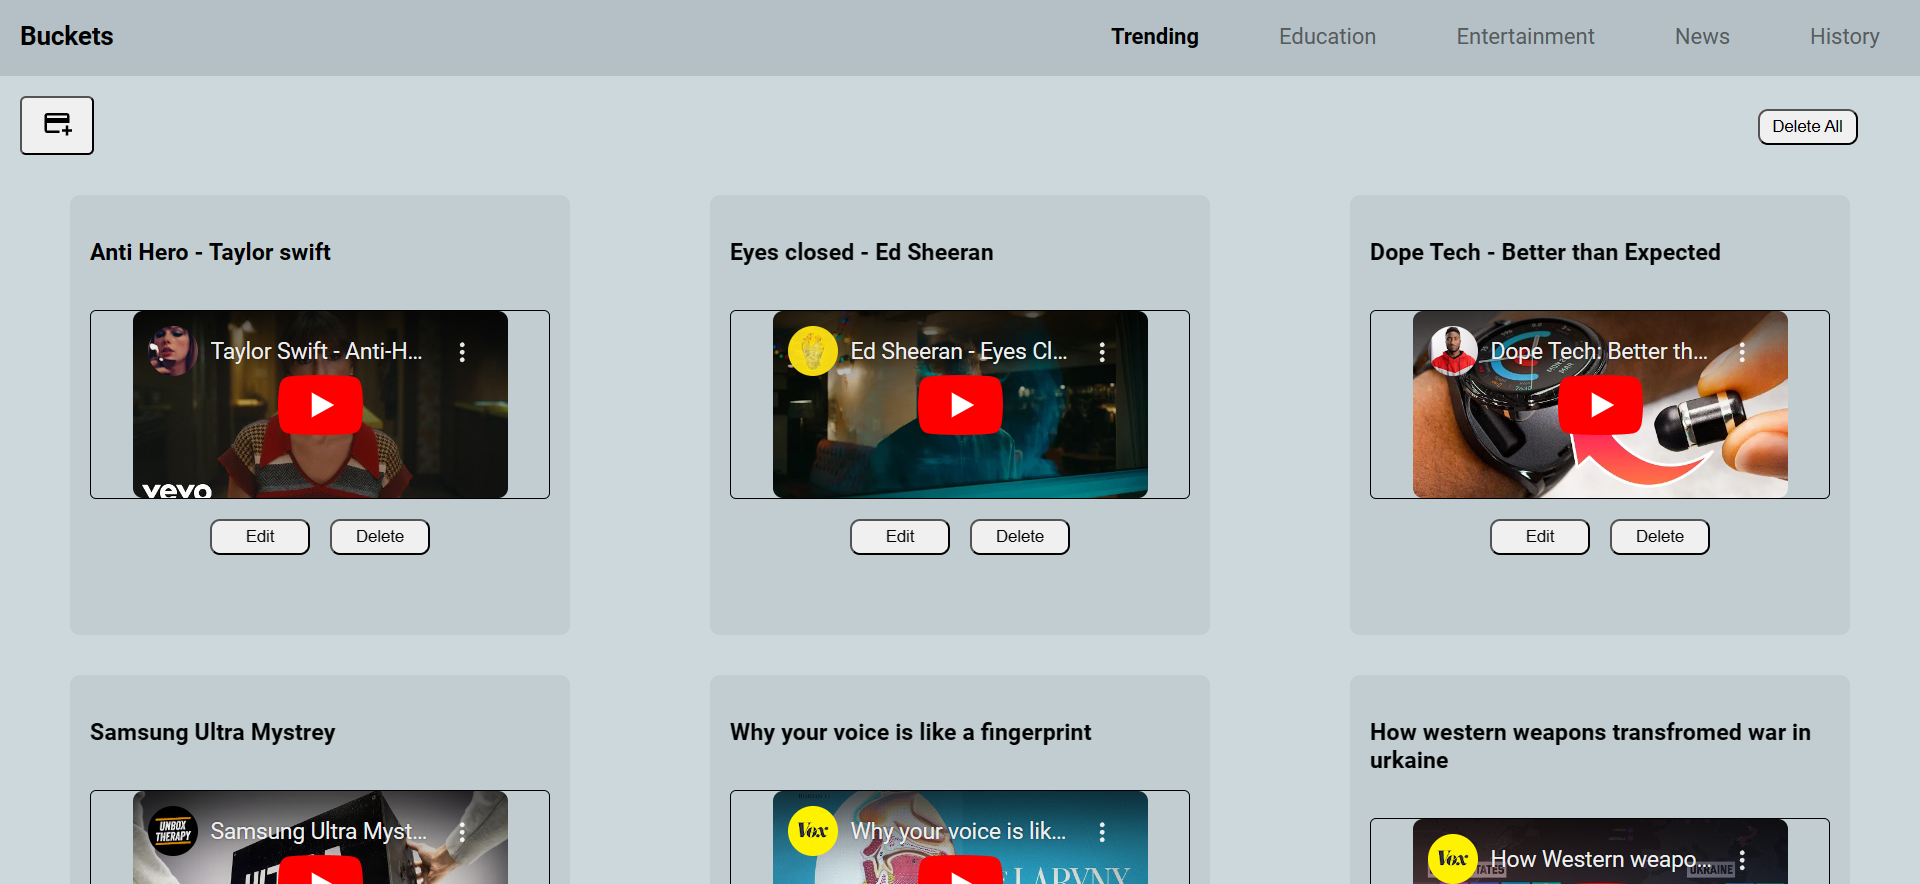 Buckets
Trending
Education
Entertainment
News
History
Delete All
Anti Hero - Taylor swift
Eyes closed - Ed Sheeran
Dope Tech - Better than Expected
Taylor Swift - Anti-H...
Ed Sheeran - Eyes Cl...
Dope Tech: Better th...
vevo
Edit
Delete
Edit
Delete
Edit
Delete
Samsung Ultra Mystrey
Why your voice is like a fingerprint
How western weapons transfromed war in
urkaine
UNBOX
THERAPY
Samsung Ultra Myst...
Vox
Why your voice is lik...
LARYNX
Vox
How Western weapo...
UKRAINE